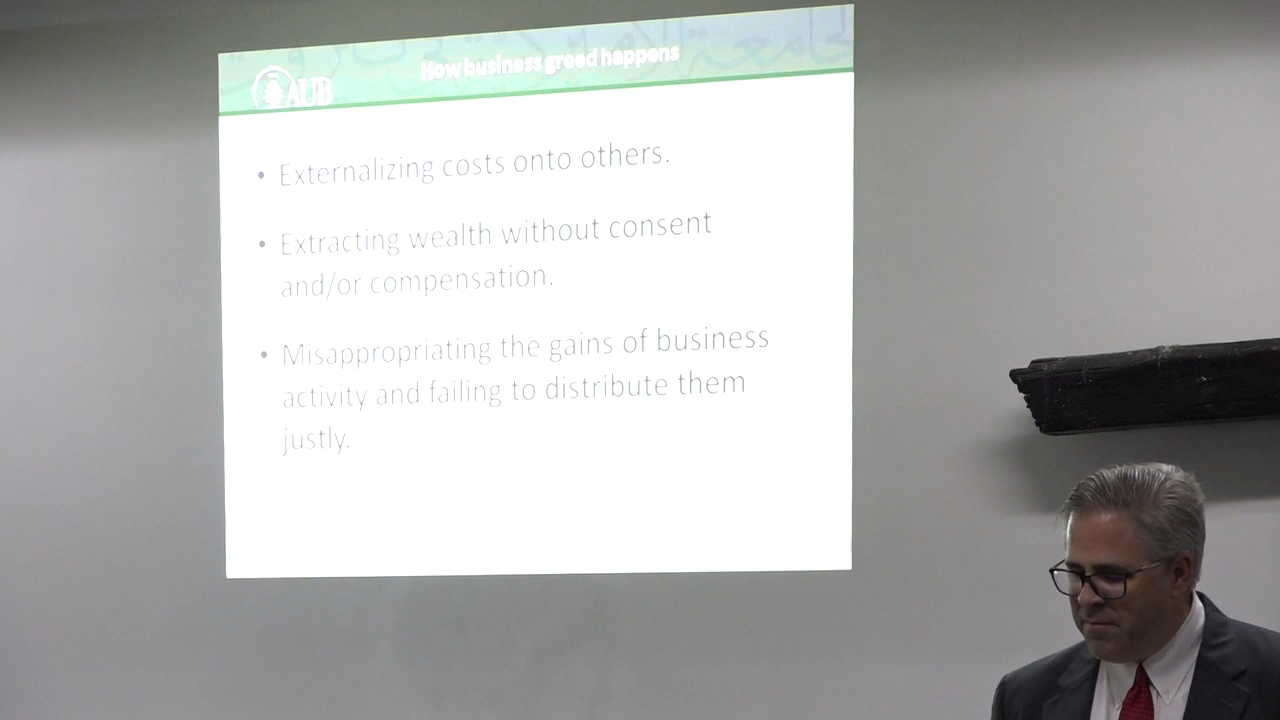 How business greed happens
AUB
• Externalizing costs onto others.
• Extracting wealth without consent
and/or compensation.
• Misappropriating the gains of business
activity and failing to distribute them
justly.